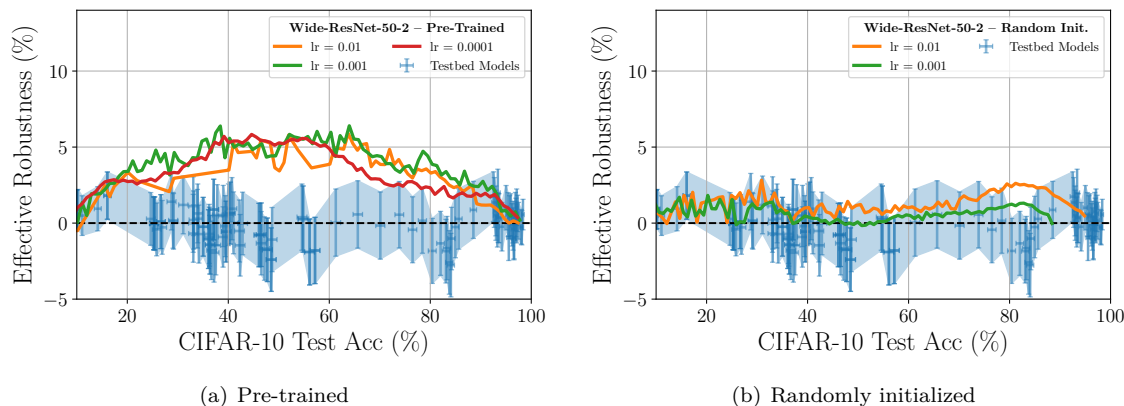 Wide-ResNet-50-2 – Pre-Trained
lr = 0.01
lr = 0.0001
lr = 0.001
Testbed Models
10
5
0
−5
Effective Robustness (%)
20
40
60
80
100
CIFAR-10 Test Acc (%)
(a) Pre-trained
Wide-ResNet-50-2 – Random Init.
lr = 0.01
Testbed Models
lr = 0.001
10
5
0
−5
Effective Robustness (%)
20
40
60
80
100
CIFAR-10 Test Acc (%)
(b) Randomly initialized